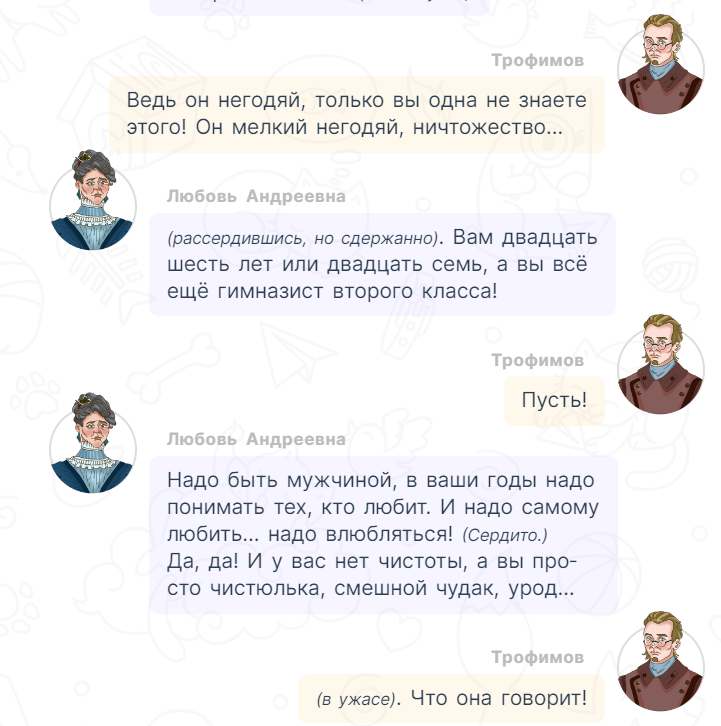 Трофимов
Ведь он негодяй, только вы одна не знаете
этого! Он мелкий негодяй, ничтожество...
Любовь Андреевна
(рассердившись, но сдержанно). Вам двадцать
шесть лет или двадцать семь, а вы всё
ещё гимназист второго класса!
Трофимов
Пусть!
Любовь Андреевна
Надо быть мужчиной, в ваши годы надо
понимать тех, кто любит. И надо самому
любить... надо влюбляться! (Сердито.)
Да, да! И у вас нет чистоты, а вы про-
сто чистюлька, смешной чудак, урод...
Трофимов
(в ужасе). Что она говорит!